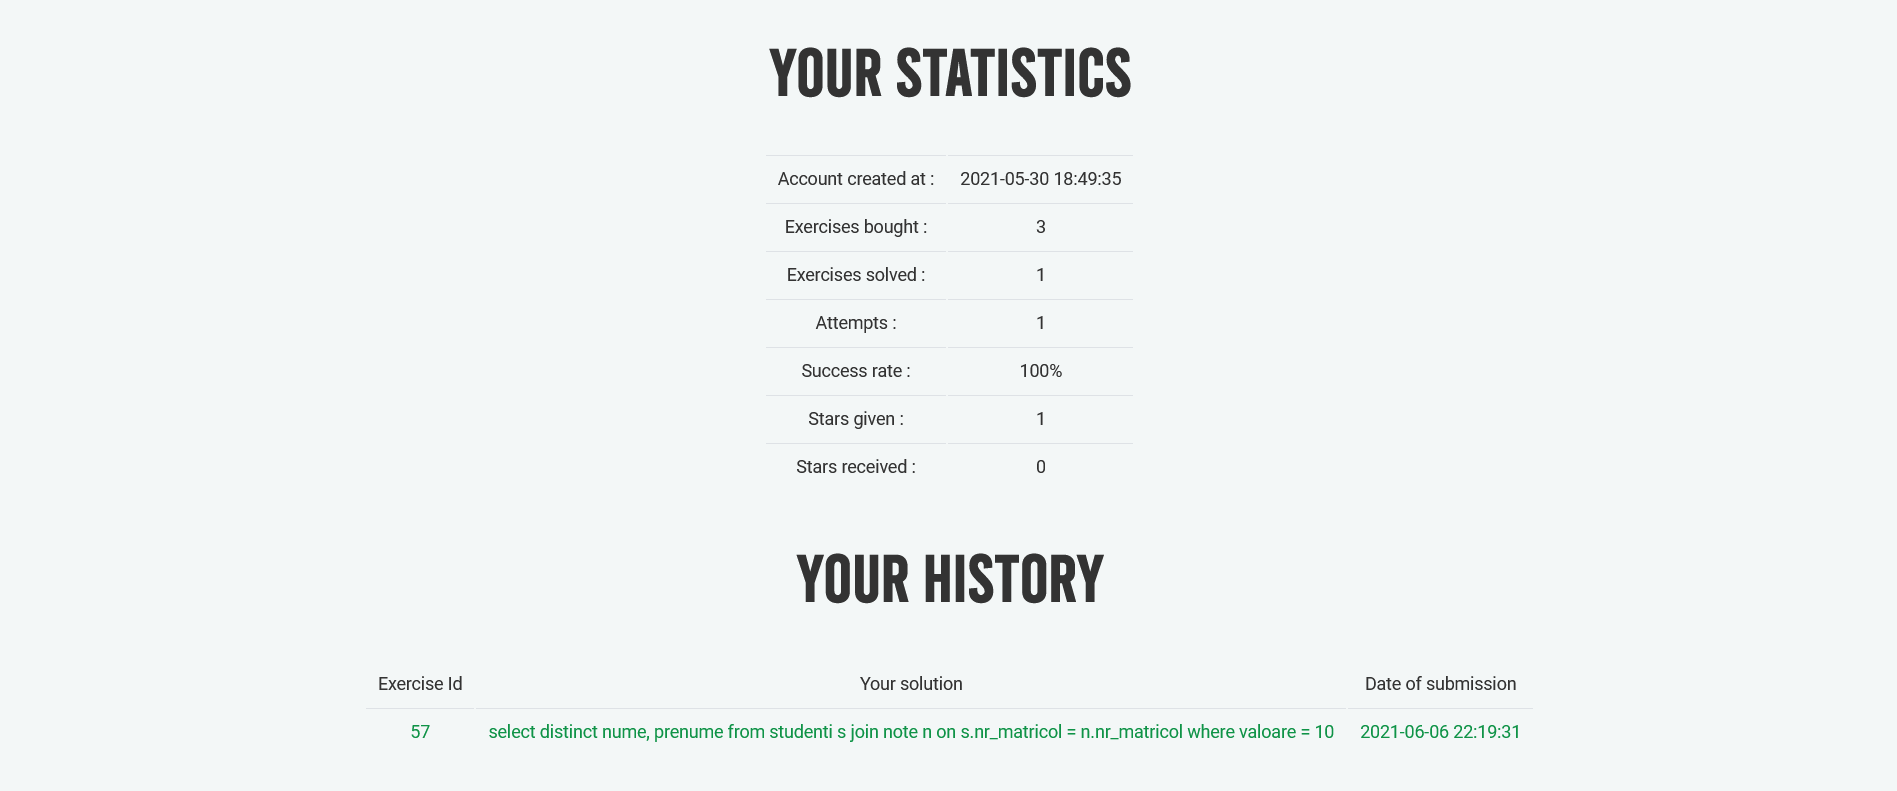 YOUR STATISTICS
Account created at : 2021-05-30 18:49:35
Exercises bought : 3
Exercises solved : 1
Attempts : 1
Success rate : 100%
Stars given : 1
Stars received : 0
YOUR HISTORY
Exercise Id Your solution Date of submission
57 select distinct nume, prenume from studenti s join note n on s.nr_matricol = n.nr_matricol where valoare = 10 2021-06-06 22:19:31